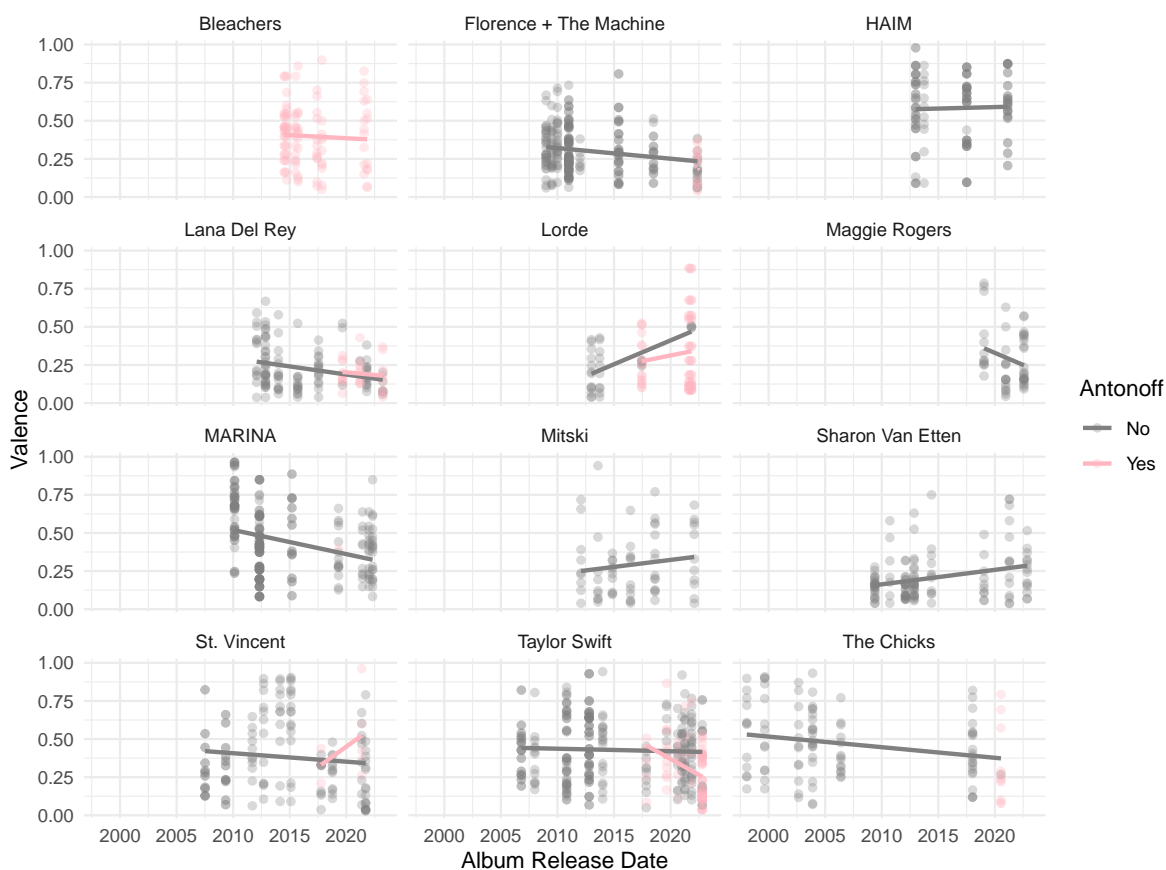 Bleachers Florence + The Machine HAIM
1.00
0.75
0.50
0.25
0.00
Lana Del Rey Lorde Maggie Rogers
1.00
0.75
0.50
0.25
0.00
MARINA Mitski Sharon Van Etten
1.00
0.75
0.50
0.25
0.00
St. Vincent Taylor Swift The Chicks
1.00
0.75
0.50
0.25
0.00
2000 2005 2010 2015 2020 2000 2005 2010 2015 2020 2000 2005 2010 2015 2020
Album Release Date
Valence
Antonoff
No
Yes